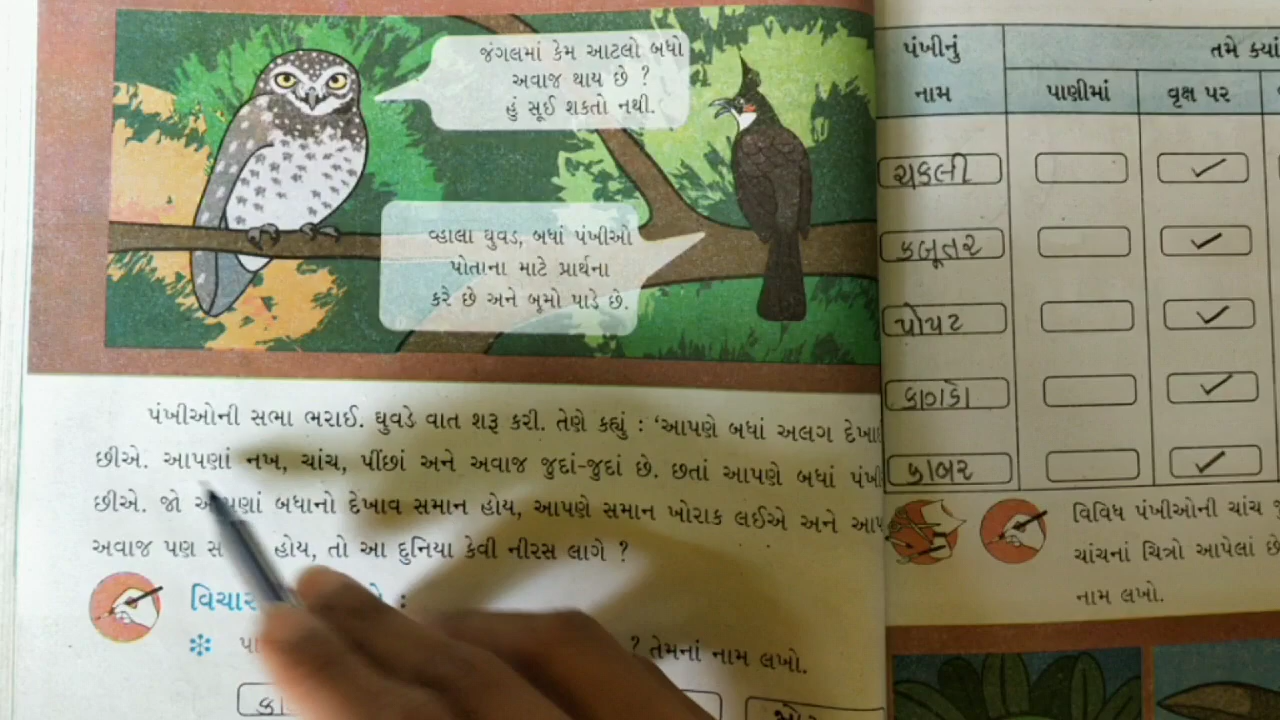 જંગલમાં કેમ આટલો બધો
અવાજ થાય છે ?
હું સૂઈ શકતો નથી.
વ્હાલા ઘુવડ, બધાં પંખીઓ
પોતાના માટે પ્રાર્થના
કરે છે અને બૂમો પાડે છે.
પંખીઓની સભા ભરાઈ. ઘુવડે વાત શરૂ કરી. તેણે કહ્યું : ‘આપણે બધાં અલગ
છીએ. આપણાં નખ, ચાંચ, પીંછાં અને અવાજ જુદાં-જુદાં છે. છતાં આપણે બધાં
છીએ. જો આપણાં બધાનો દેખાવ સમાન હોય, આપણે સમાન ખોરાક લઈએ અને
અવાજ પણ હોય, તો આ દુનિયા કેવી નીરસ લાગે ?
:
? તેમનાં નામ લખો.
પંખીનું
નામ
તમે ક્યાં
પાણીમાં
વૃક્ષ પર
ચકલી
કબૂતર
પોપટ
કાગડો
કાબર
વિવિધ પંખીઓની ચાંચ
ચાંચનાં ચિત્રો આપેલાં છે
નામ લખો.